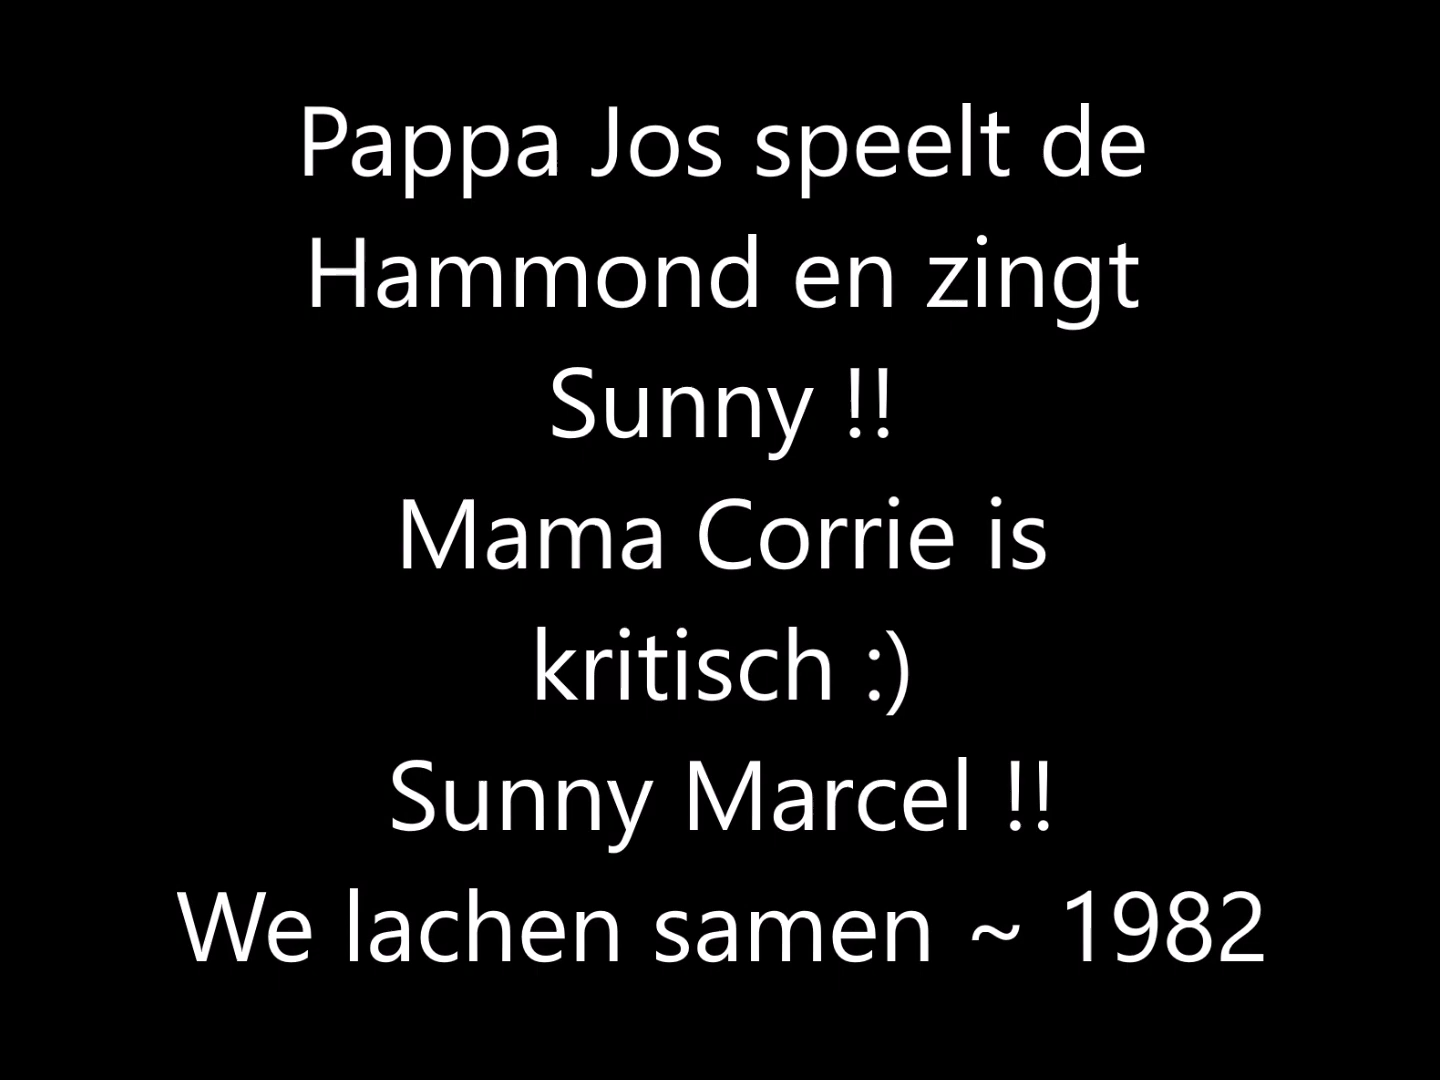 Pappa Jos speelt de
Hammond en zingt
Sunny !!
Mama Corrie is
kritisch :)
Sunny Marcel !!
We lachen samen ~ 1982